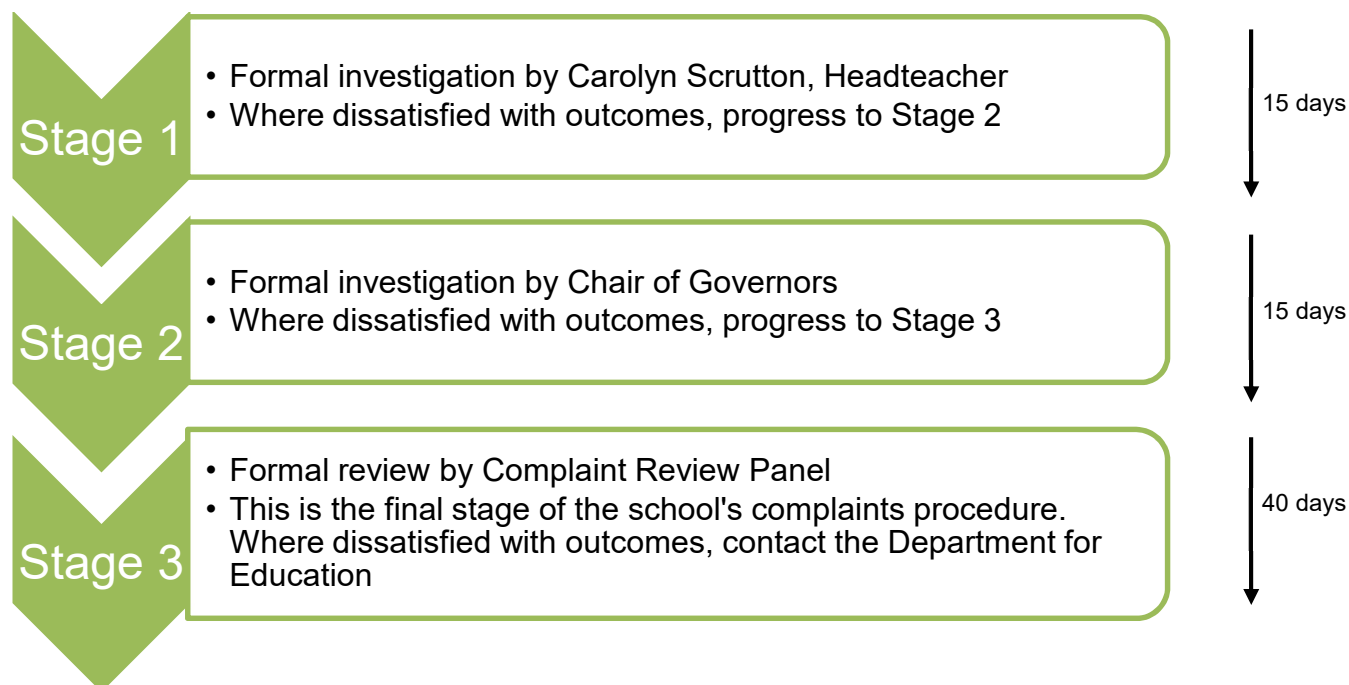 Stage 1
• Formal investigation by Carolyn Scrutton, Headteacher
• Where dissatisfied with outcomes, progress to Stage 2
15 days
Stage 2
• Formal investigation by Chair of Governors
• Where dissatisfied with outcomes, progress to Stage 3
15 days
Stage 3
• Formal review by Complaint Review Panel
• This is the final stage of the school's complaints procedure.
Where dissatisfied with outcomes, contact the Department for
Education
40 days